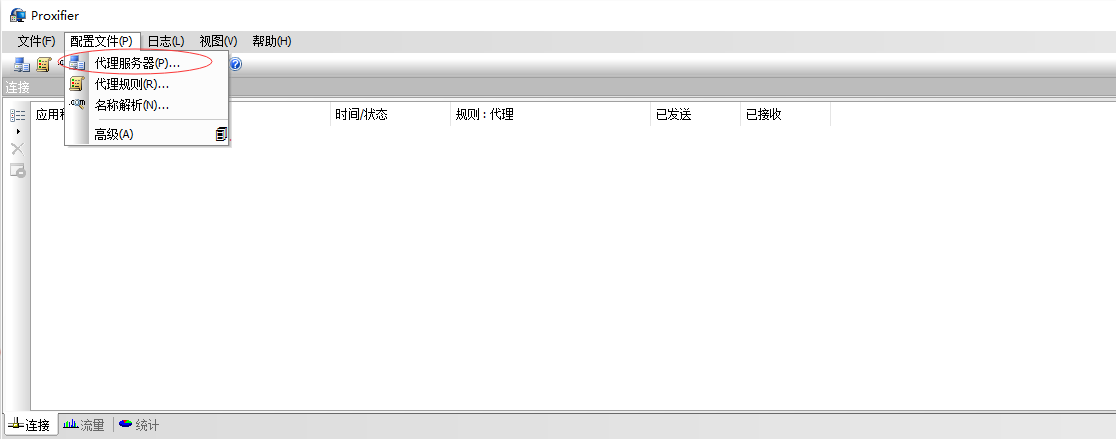 Proxifier
文件(F) 配置文件(P) 日志(L) 视图(V) 帮助(H)
代理服务器(P)...
连接
代理规则(R)...
.com 名称解析(N)...
应用程 时间/状态 规则 : 代理 已发送 已接收
高级(A)
连接 流量 统计